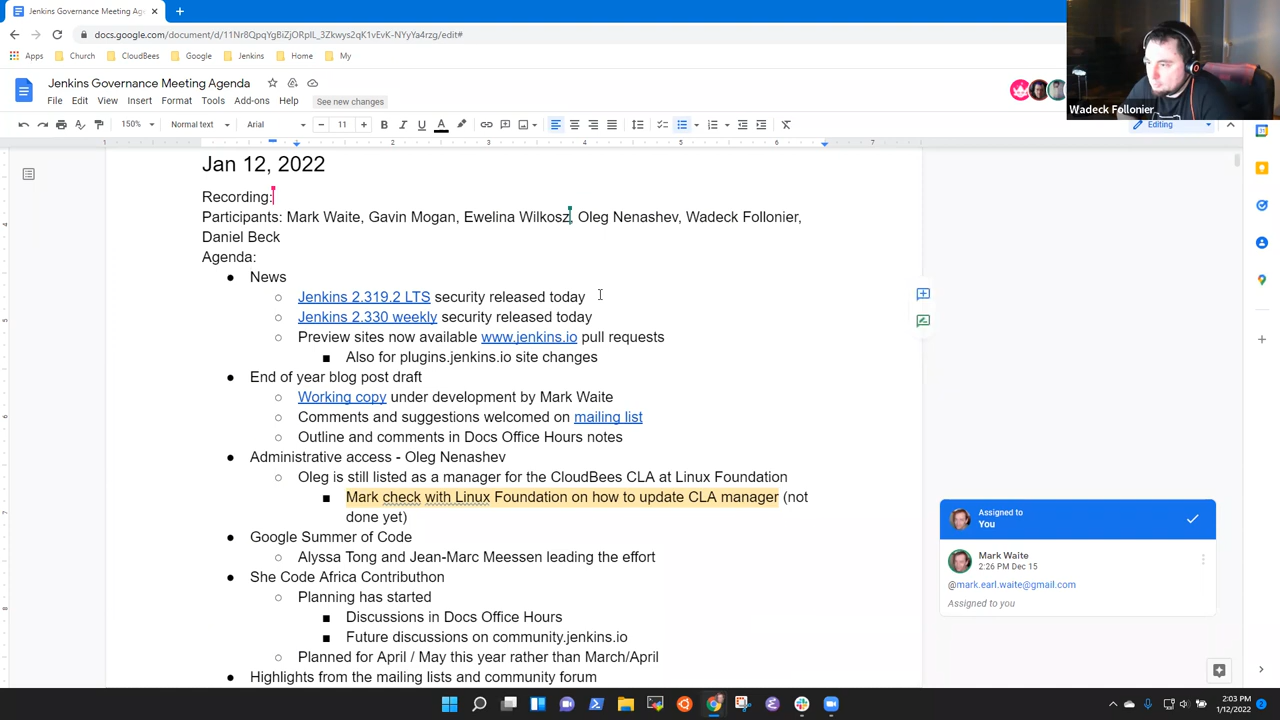 Jenkins Governance Meeting Ag
docs.google.com/document/d/11Nr8QpqYgBiZjORpIL_3Zkwys2qK1vEvK-NYyYa4rzg/edit#
Apps Church CloudBees Google Jenkins Home My
Wadeck Follonier
Jenkins Governance Meeting Agenda
File Edit View Insert Format Tools Add-ons Help See new changes
150% Normal text Arial 11 Editing
Jan 12, 2022
Recording:
Participants: Mark Waite, Gavin Mogan, Ewelina Wilkosz, Oleg Nenashev, Wadeck Follonier,
Daniel Beck
Agenda:
● News
○ Jenkins 2.319.2 LTS security released today
○ Jenkins 2.330 weekly security released today
○ Preview sites now available www.jenkins.io pull requests
■ Also for plugins.jenkins.io site changes
● End of year blog post draft
○ Working copy under development by Mark Waite
○ Comments and suggestions welcomed on mailing list
○ Outline and comments in Docs Office Hours notes
● Administrative access - Oleg Nenashev
○ Oleg is still listed as a manager for the CloudBees CLA at Linux Foundation
■ Mark check with Linux Foundation on how to update CLA manager (not
done yet)
● Google Summer of Code
○ Alyssa Tong and Jean-Marc Meessen leading the effort
● She Code Africa Contributhon
○ Planning has started
■ Discussions in Docs Office Hours
■ Future discussions on community.jenkins.io
○ Planned for April / May this year rather than March/April
● Highlights from the mailing lists and community forum
Assigned to
You
Mark Waite
2:26 PM Dec 15
@mark.earl.waite@gmail.com
Assigned to you
2:03 PM
1/12/2022